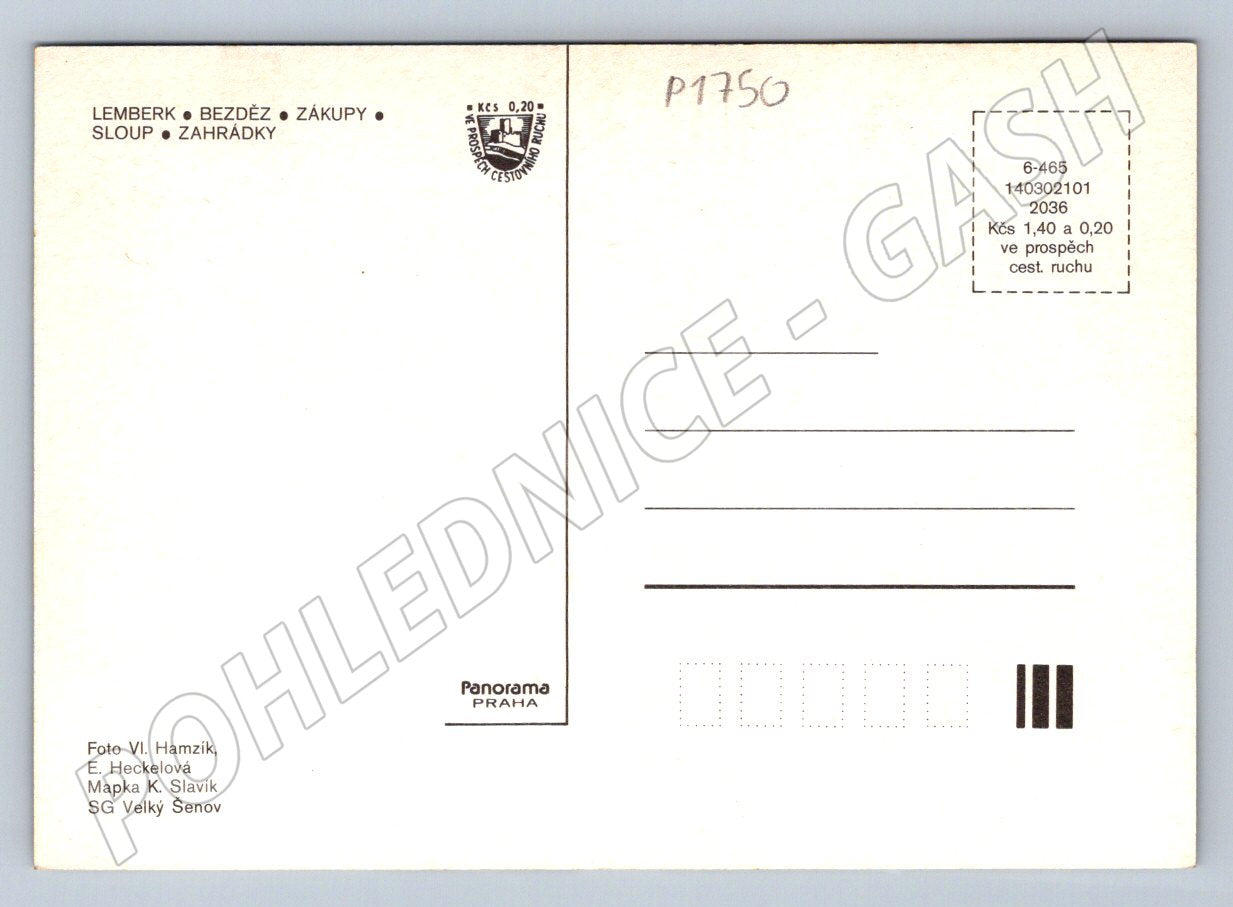 LEMBERK ● BEZDĚZ ● ZÁKUPY ●
SLOUP ● ZAHRÁDKY
▪ KČS 0,20 ▪
VE PROSPĚCH CESTOVNÍHO RUCHU
P1750
6-465
140302101
2036
Kčs 1,40 a 0,20
ve prospěch
cest. ruchu
Panorama
PRAHA
Foto Vl. Hamzík,
E. Heckelová
Mapka K. Slavík
SG Velký Šenov
POHLEDNICE - GASH